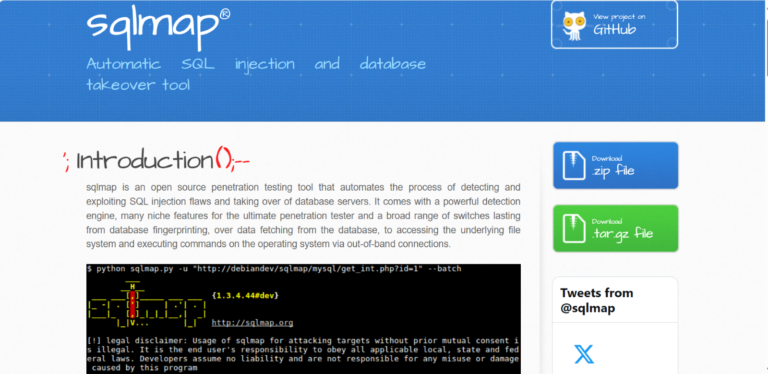 sqlmap®
Automatic SQL injection and database
takeover tool
View project on
GitHub
'; Introduction();--
sqlmap is an open source penetration testing tool that automates the process of detecting and
exploiting SQL injection flaws and taking over of database servers. It comes with a powerful detection
engine, many niche features for the ultimate penetration tester and a broad range of switches lasting
from database fingerprinting, over data fetching from the database, to accessing the underlying file
system and executing commands on the operating system via out-of-band connections.
Download
.zip file
Download
.tar.gz file
Tweets from
@sqlmap
$ python sqlmap.py -u "http://debiandev/sqlmap/mysql/get_int.php?id=1" --batch
{1.3.4.44#dev}
http://sqlmap.org
[!] legal disclaimer: Usage of sqlmap for attacking targets without prior mutual consent i
s illegal. It is the end user's responsibility to obey all applicable local, state and fed
eral laws. Developers assume no liability and are not responsible for any misuse or damage
caused by this program